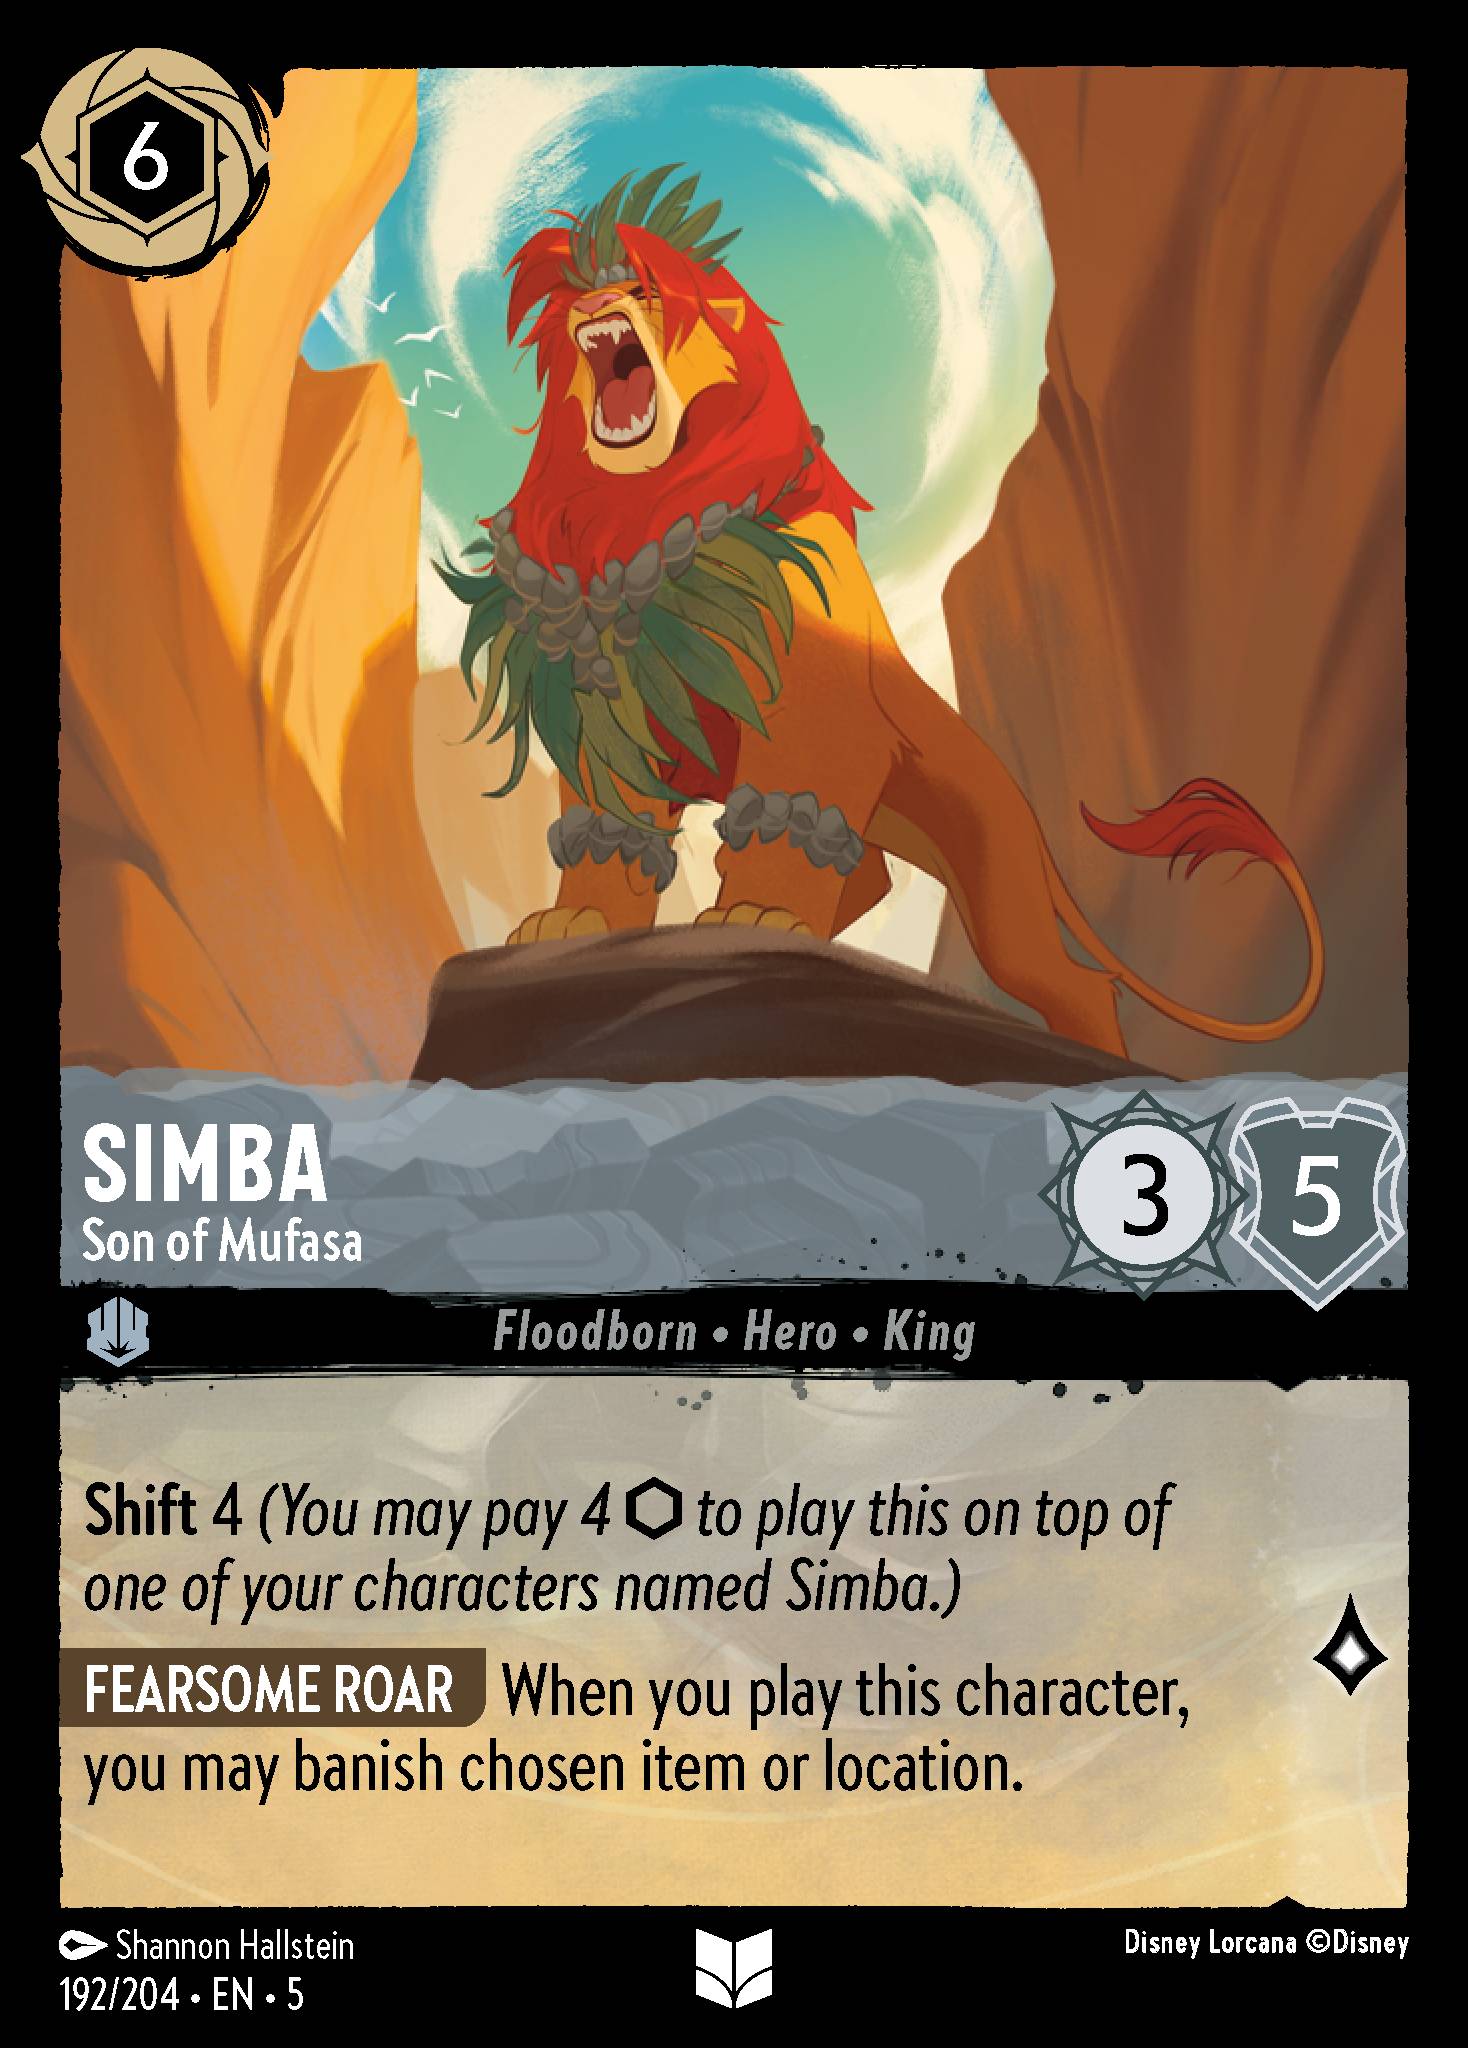 6
SIMBA
Son of Mufasa
3
5
Floodborn • Hero • King
Shift 4 (You may pay 4 ⬡ to play this on top of
one of your characters named Simba.)
FEARSOME ROAR When you play this character,
you may banish chosen item or location.
Shannon Hallstein
192/204 • EN • 5
Disney Lorcana ©Disney